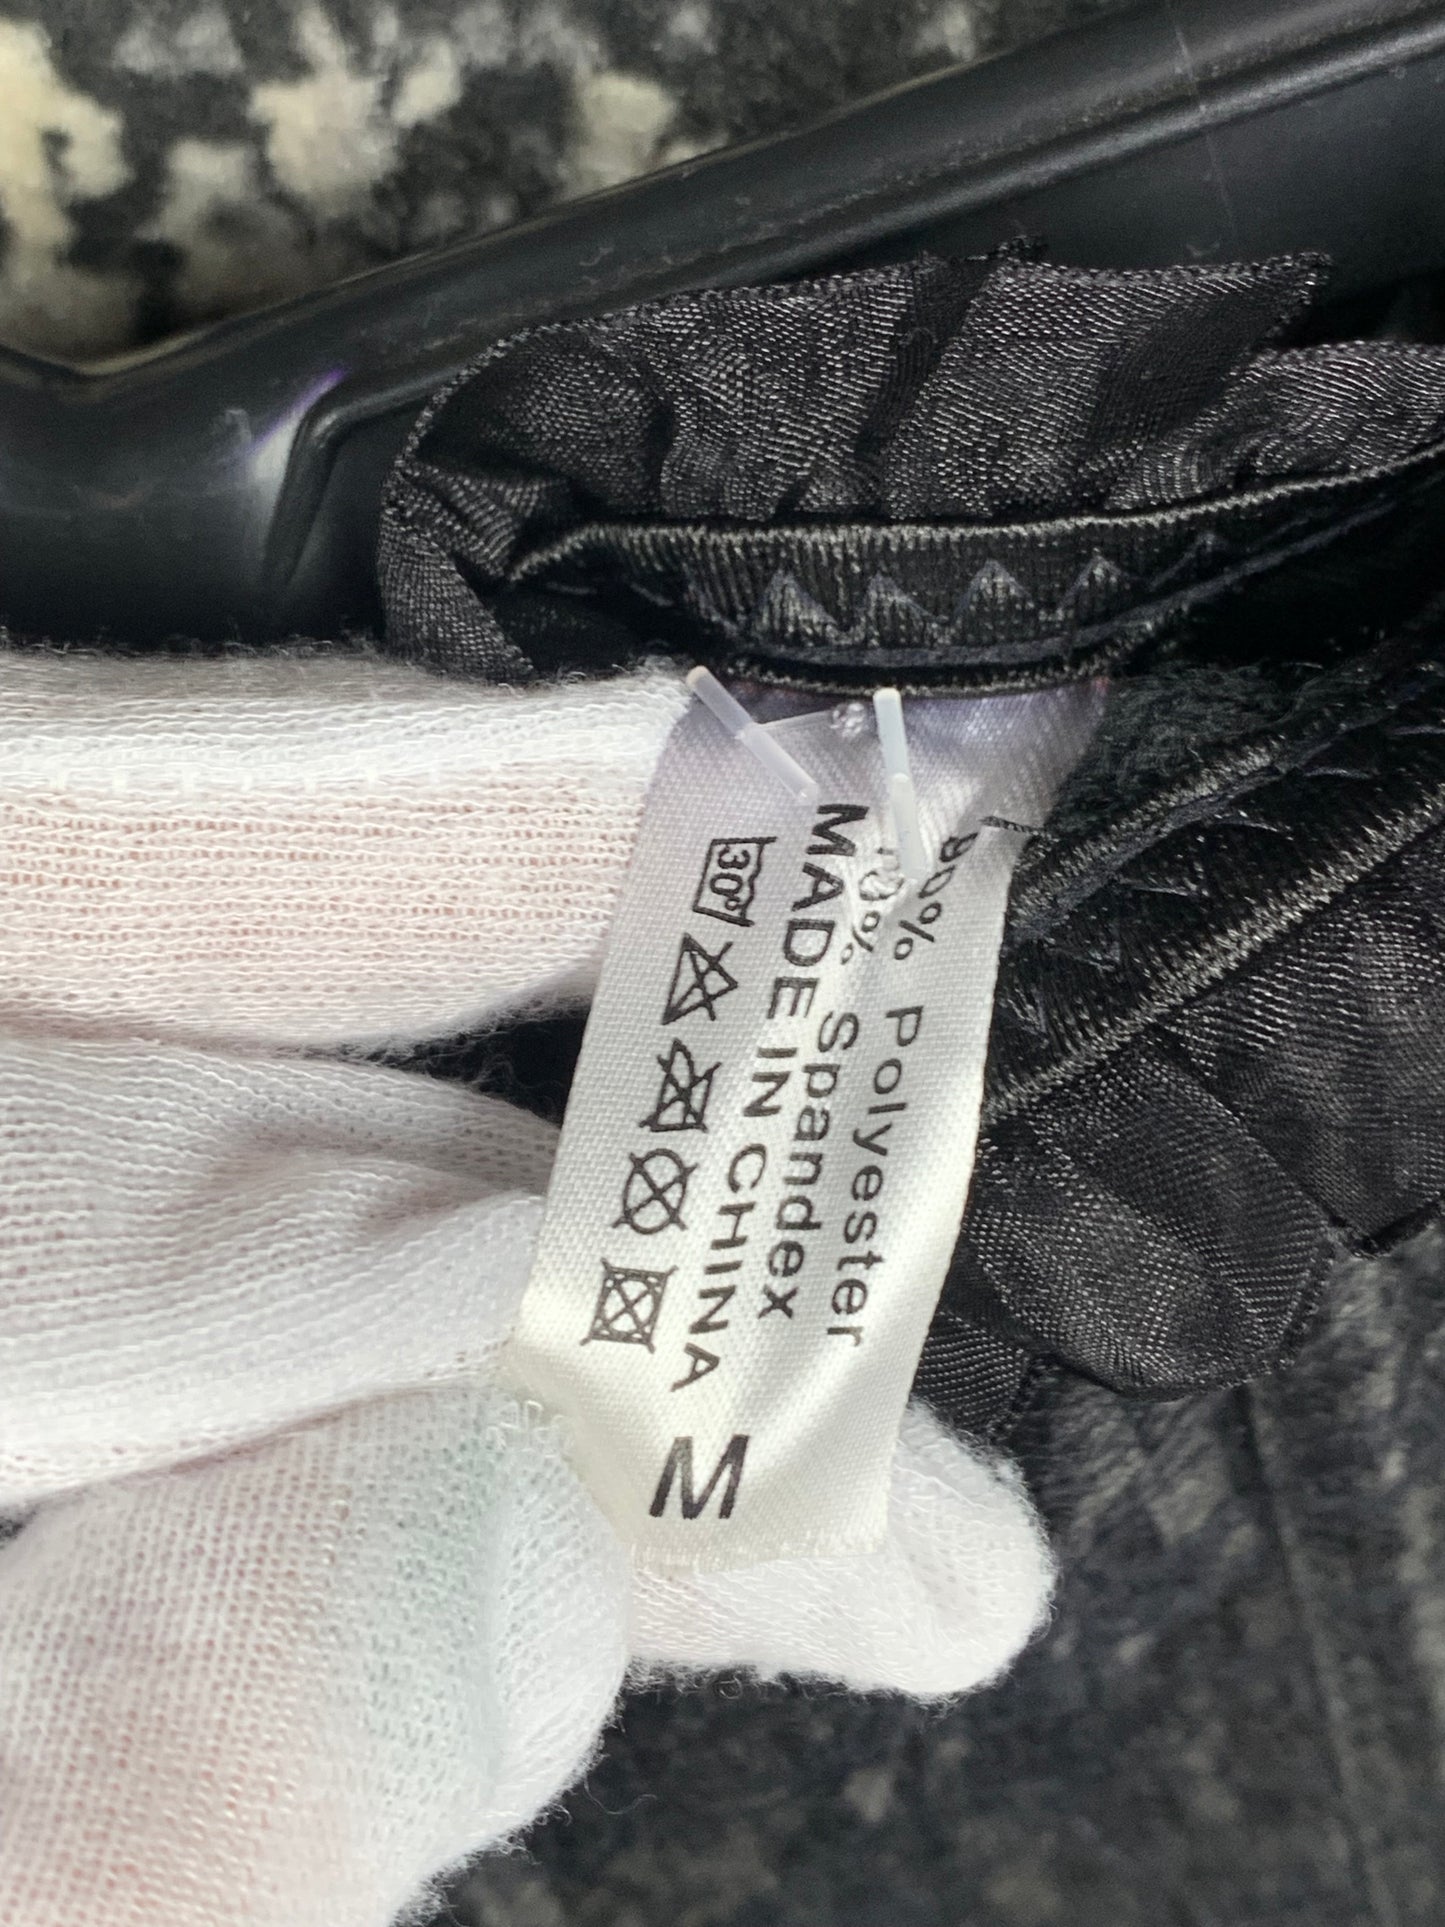 Polyester
Spandex
MADE IN CHINA
30°
M